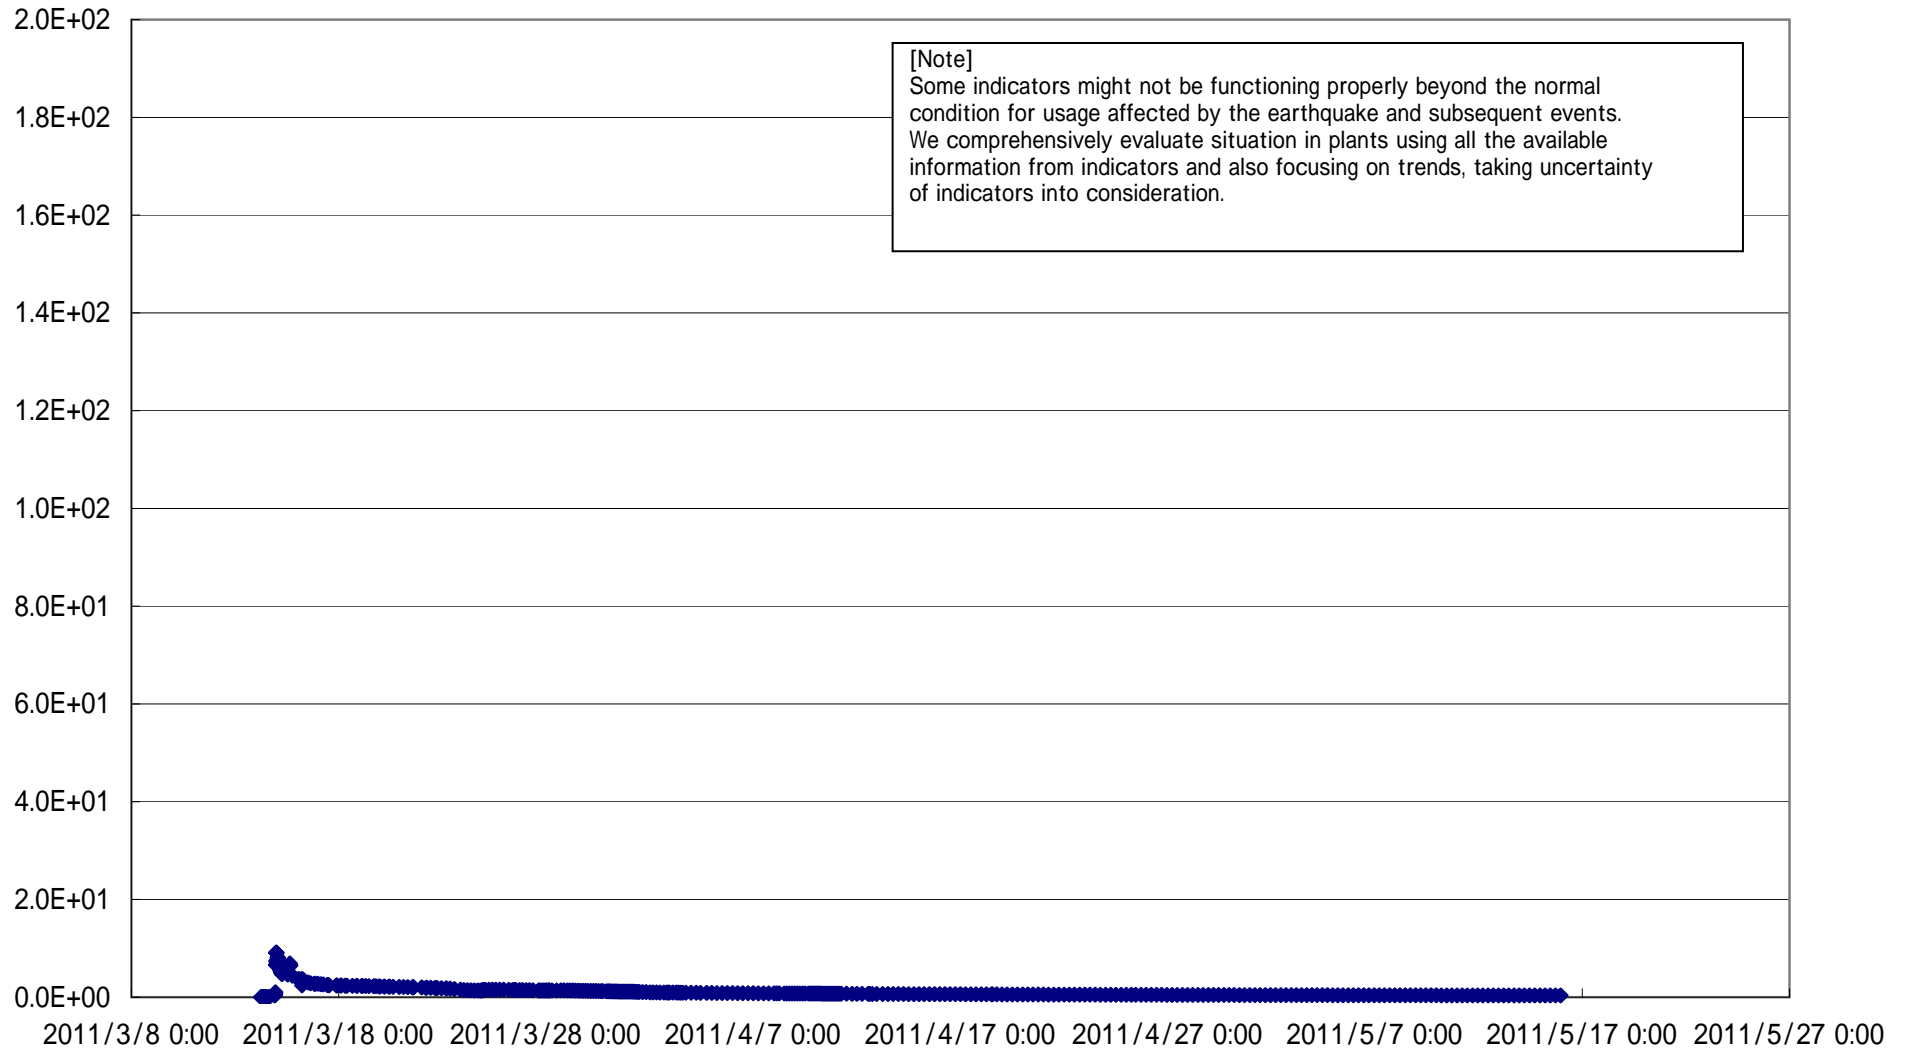 2.0E+02
[Note]
Some indicators might not be functioning properly beyond the normal
condition for usage affected by the earthquake and subsequent events.
We comprehensively evaluate situation in plants using all the available
information from indicators and also focusing on trends, taking uncertainty
of indicators into consideration.
1.8E+02
1.6E+02
1.4E+02
1.2E+02
1.0E+02
8.0E+01
6.0E+01
4.0E+01
2.0E+01
0.0E+00
2011/3/8 0:00 2011/3/18 0:00 2011/3/28 0:00 2011/4/7 0:00 2011/4/17 0:00 2011/4/27 0:00 2011/5/7 0:00 2011/5/17 0:00 2011/5/27 0:00